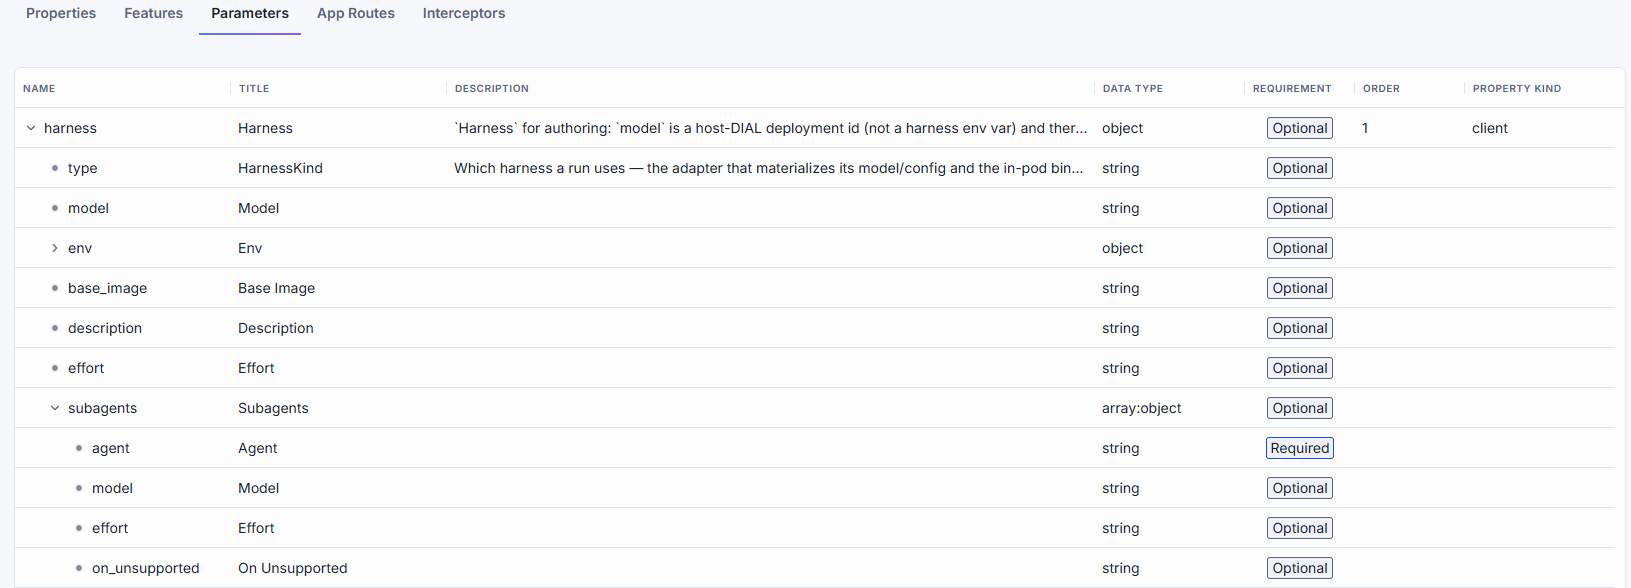 Properties Features Parameters App Routes Interceptors
NAME TITLE DESCRIPTION DATA TYPE REQUIREMENT ORDER PROPERTY KIND
harness Harness `Harness` for authoring: `model` is a host-DIAL deployment id (not a harness env var) and ther... object Optional 1 client
type HarnessKind Which harness a run uses — the adapter that materializes its model/config and the in-pod bin... string Optional
model Model string Optional
env Env object Optional
base_image Base Image string Optional
description Description string Optional
effort Effort string Optional
subagents Subagents array:object Optional
agent Agent string Required
model Model string Optional
effort Effort string Optional
on_unsupported On Unsupported string Optional